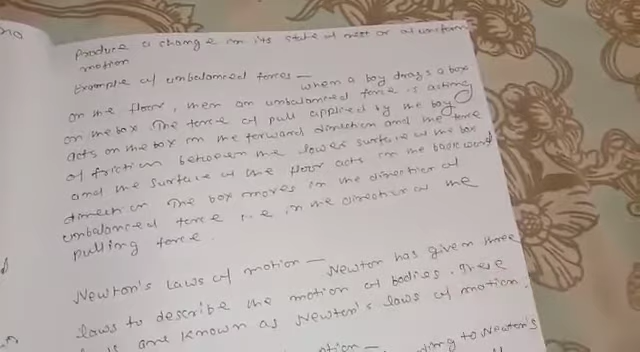 Produce a change in its state of rest or of uniform
motion
Example of unbalanced forces —
when a boy drags a box
on the floor, then an unbalanced force is acting
on the box. The force of pull applied by the boy
acts on the box in the forward direction and the force
of friction between the lower surface of the box
and the surface of the floor acts in the backward
direction The box moves in the direction of
unbalanced force i.e in the direction of the
pulling force.
Newton's Laws of motion —
Newton has given three
laws to describe the motion of bodies. These
are known as Newton's laws of motion.
motion —
to Newton's